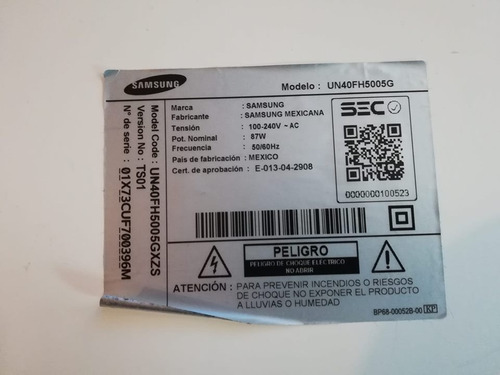 SAMSUNG
Modelo : UN40FH5005G
Model Code : UN40FH5005GXZS
Version No : TS01
N° de serie : 01X73CUF700396M
Marca : SAMSUNG
Fabricante : SAMSUNG MEXICANA
Tensión : 100-240V ~ AC
Pot. Nominal : 87W
Frecuencia : 50/60Hz
País de fabricación : MEXICO
Cert. de aprobación : E-013-04-2908
SEC
0000000100523
PELIGRO
PELIGRO DE CHOQUE ELECTRICO
NO ABRIR
ATENCIÓN : PARA PREVENIR INCENDIOS O RIESGOS
DE CHOQUE NO EXPONER EL PRODUCTO
A LLUVIAS O HUMEDAD
BP68-00052B-00 KP